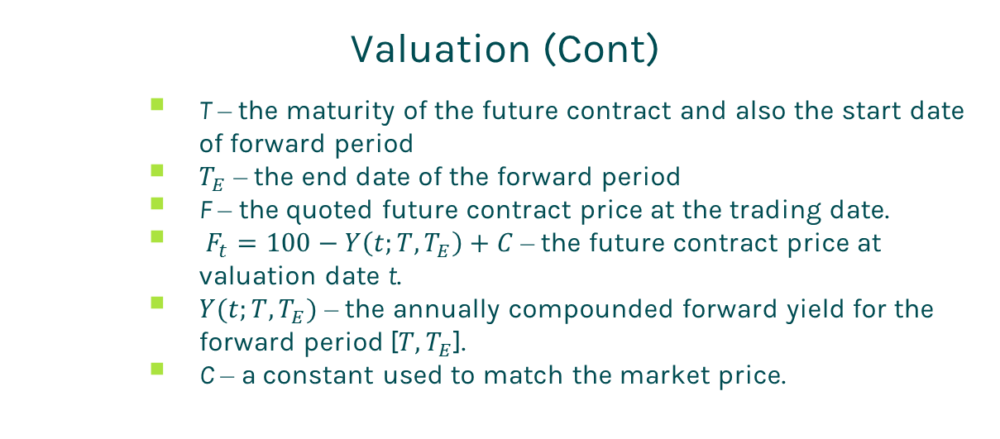 Valuation (Cont)
■ T – the maturity of the future contract and also the start date
of forward period
■ T_E – the end date of the forward period
■ F – the quoted future contract price at the trading date.
■ F_t = 100 − Y(t; T, T_E) + C – the future contract price at
valuation date t.
■ Y(t; T, T_E) – the annually compounded forward yield for the
forward period [T, T_E].
■ C – a constant used to match the market price.